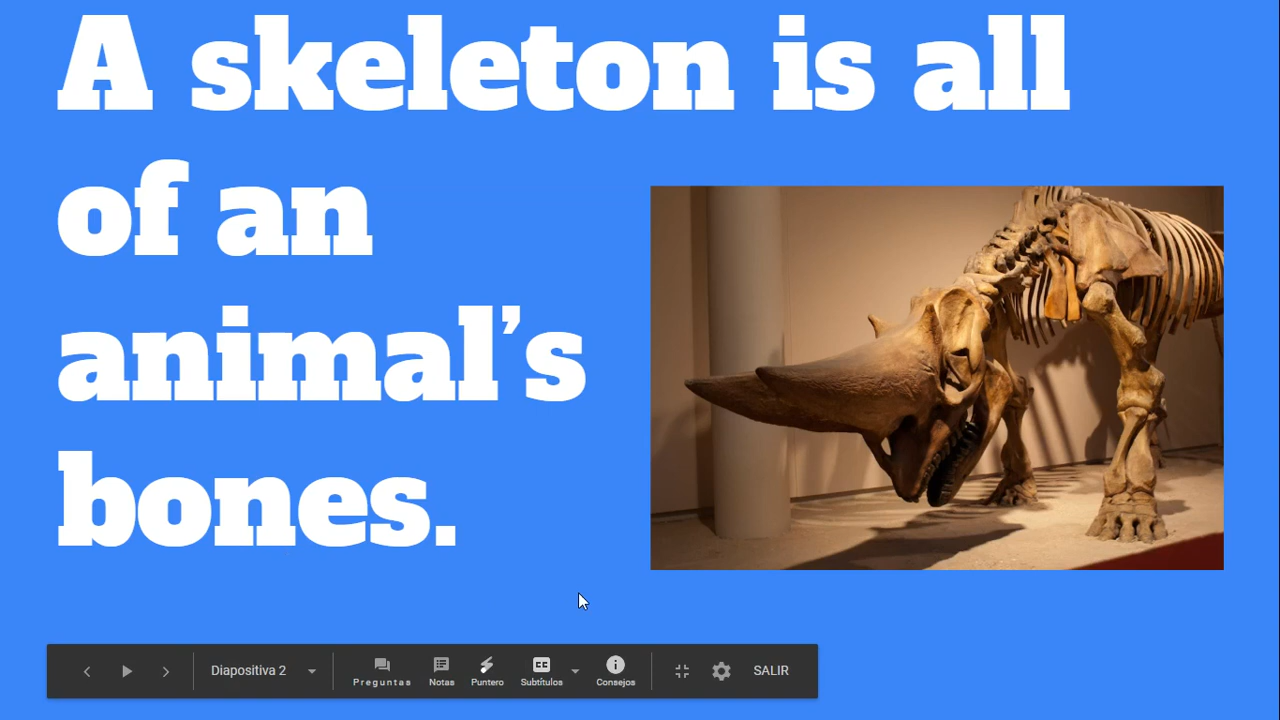 A skeleton is all
of an
animal’s
bones.
Diapositiva 2
Preguntas
Notas
Puntero
Subtítulos
Consejos
SALIR